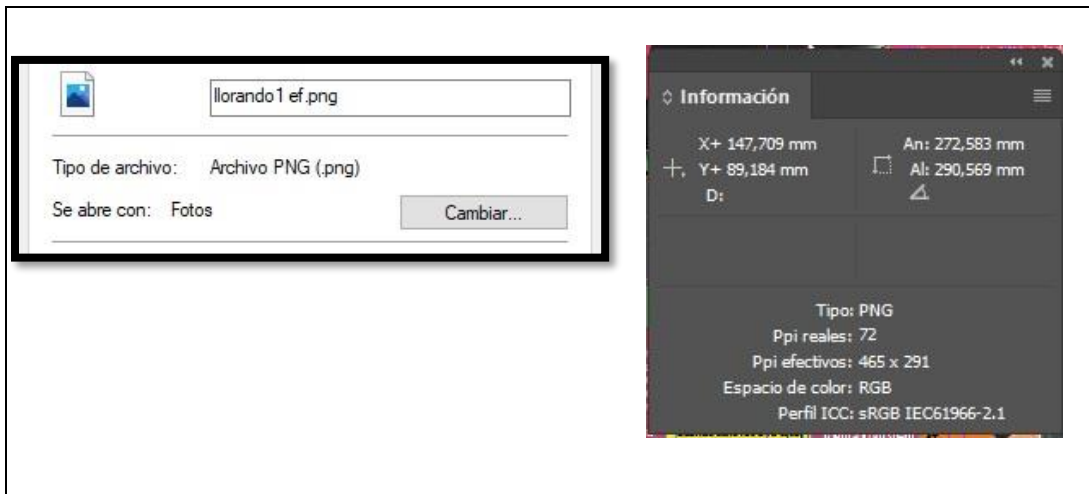 llorando1 ef.png
Tipo de archivo: Archivo PNG (.png)
Se abre con: Fotos
Cambiar...
Información
X+ 147,709 mm
Y+ 89,184 mm
D:
An: 272,583 mm
Al: 290,569 mm
Tipo: PNG
Ppi reales: 72
Ppi efectivos: 465 x 291
Espacio de color: RGB
Perfil ICC: sRGB IEC61966-2.1